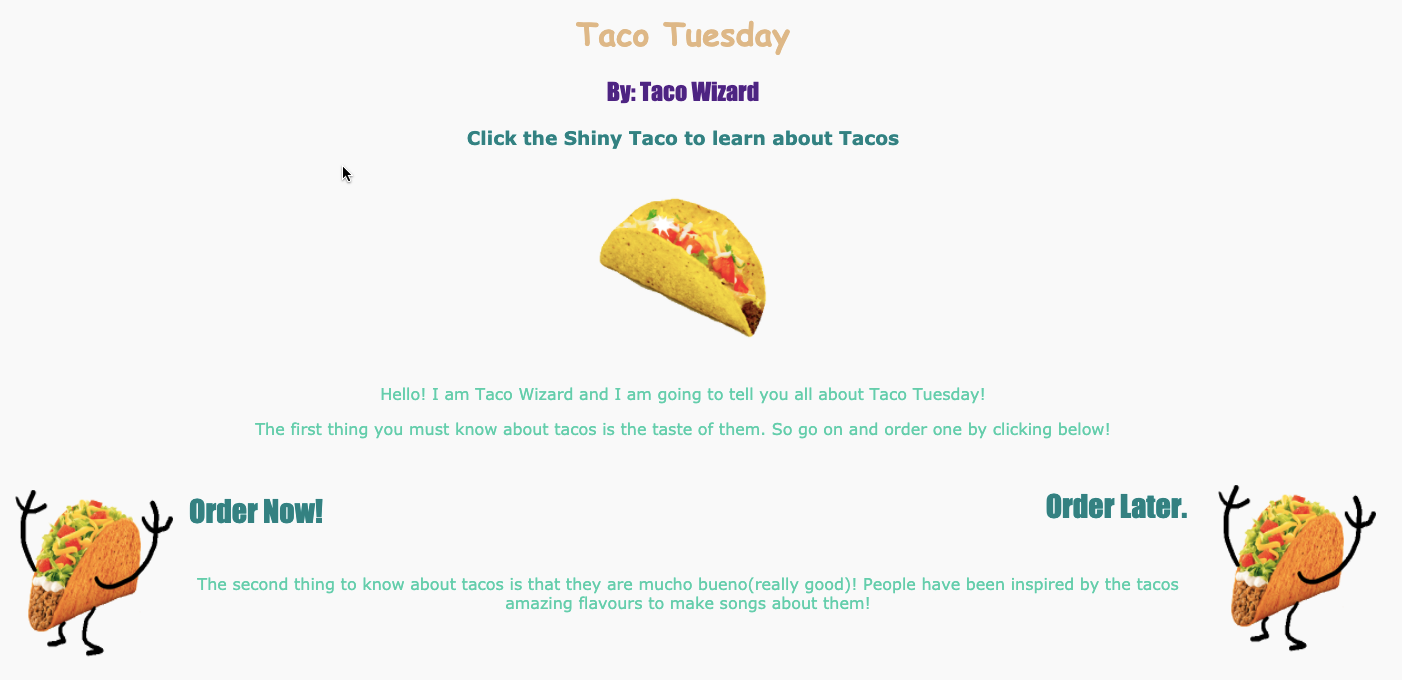 Taco Tuesday
By: Taco Wizard
Click the Shiny Taco to learn about Tacos
Hello! I am Taco Wizard and I am going to tell you all about Taco Tuesday!
The first thing you must know about tacos is the taste of them. So go on and order one by clicking below!
Order Now!
Order Later.
The second thing to know about tacos is that they are mucho bueno(really good)! People have been inspired by the tacos
amazing flavours to make songs about them!